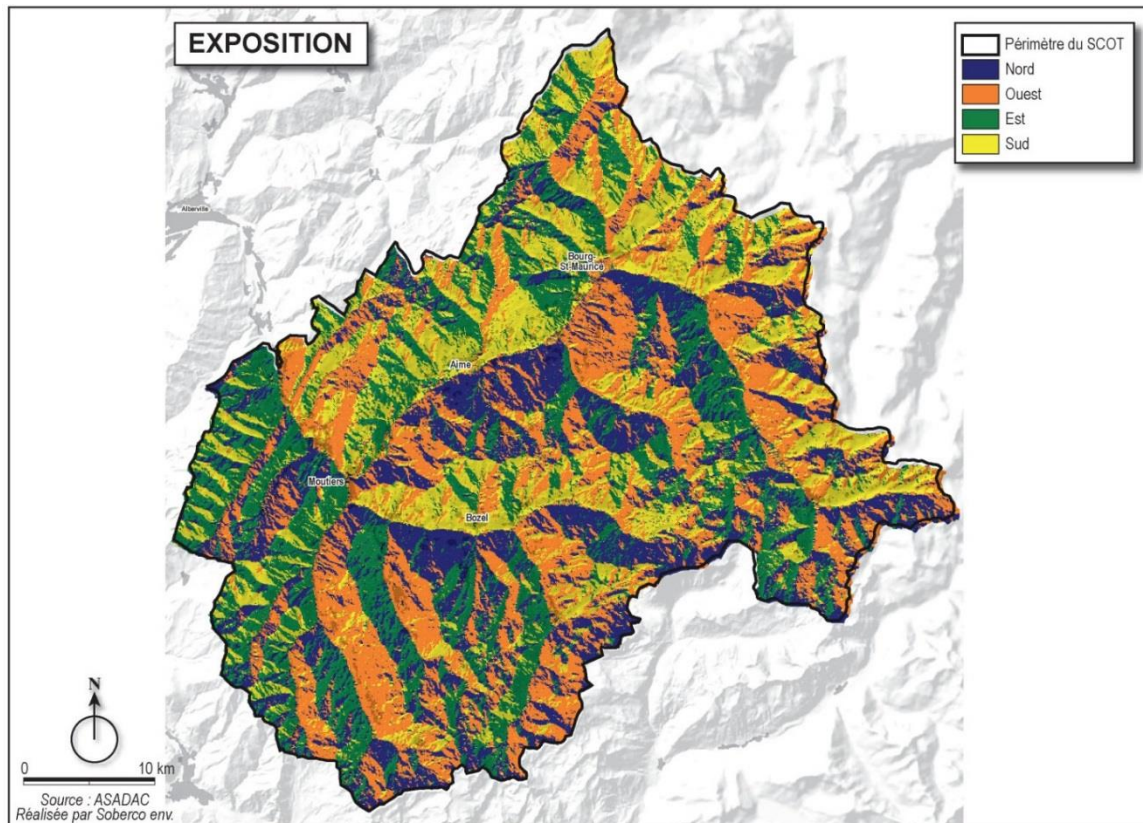 EXPOSITION
Périmètre du SCOT
Nord
Ouest
Est
Sud
Albertville
Bourg-
St-Maurice
Aime
Moutiers
Bozel
N
0 10 km
Source : ASADAC
Réalisée par Soberco env.